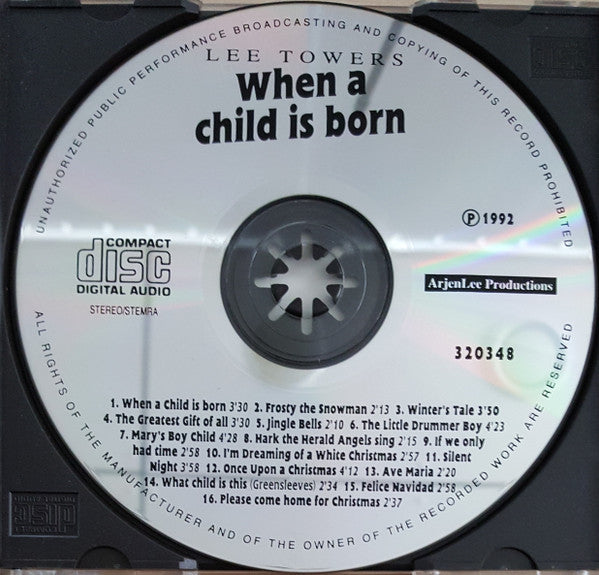 UNAUTHORIZED PUBLIC PERFORMANCE BROADCASTING AND COPYING OF THIS RECORD PROHIBITED
LEE TOWERS
When a
child is born
℗ 1992
COMPACT
disc
DIGITAL AUDIO
STEREO/STEMRA
ArjenLee Productions
320348
1. When a Child is born 3'30 2. Frosty the Snowman 2'13 3. Winter's Tale 3'50
4. The Greatest Gift of all 3'30 5. Jingle Bells 2'10 6. The Little Drummer Boy 4'23
7. Mary's Boy Child 4'28 8. Hark the Herald Angels sing 2'15 9. If we only
had time 2'58 10. I'm Dreaming of a White Christmas 2'57 11. Silent
Night 3'58 12. Once Upon a Christmas 4'12 13. Ave Maria 2'20
14. What child is this (Greensleeves) 2'34 15. Felice Navidad 2'58
16. Please come home for Christmas 2'37
ALL RIGHTS OF THE MANUFACTURER AND OF THE OWNER OF THE RECORDED WORK ARE RESERVED